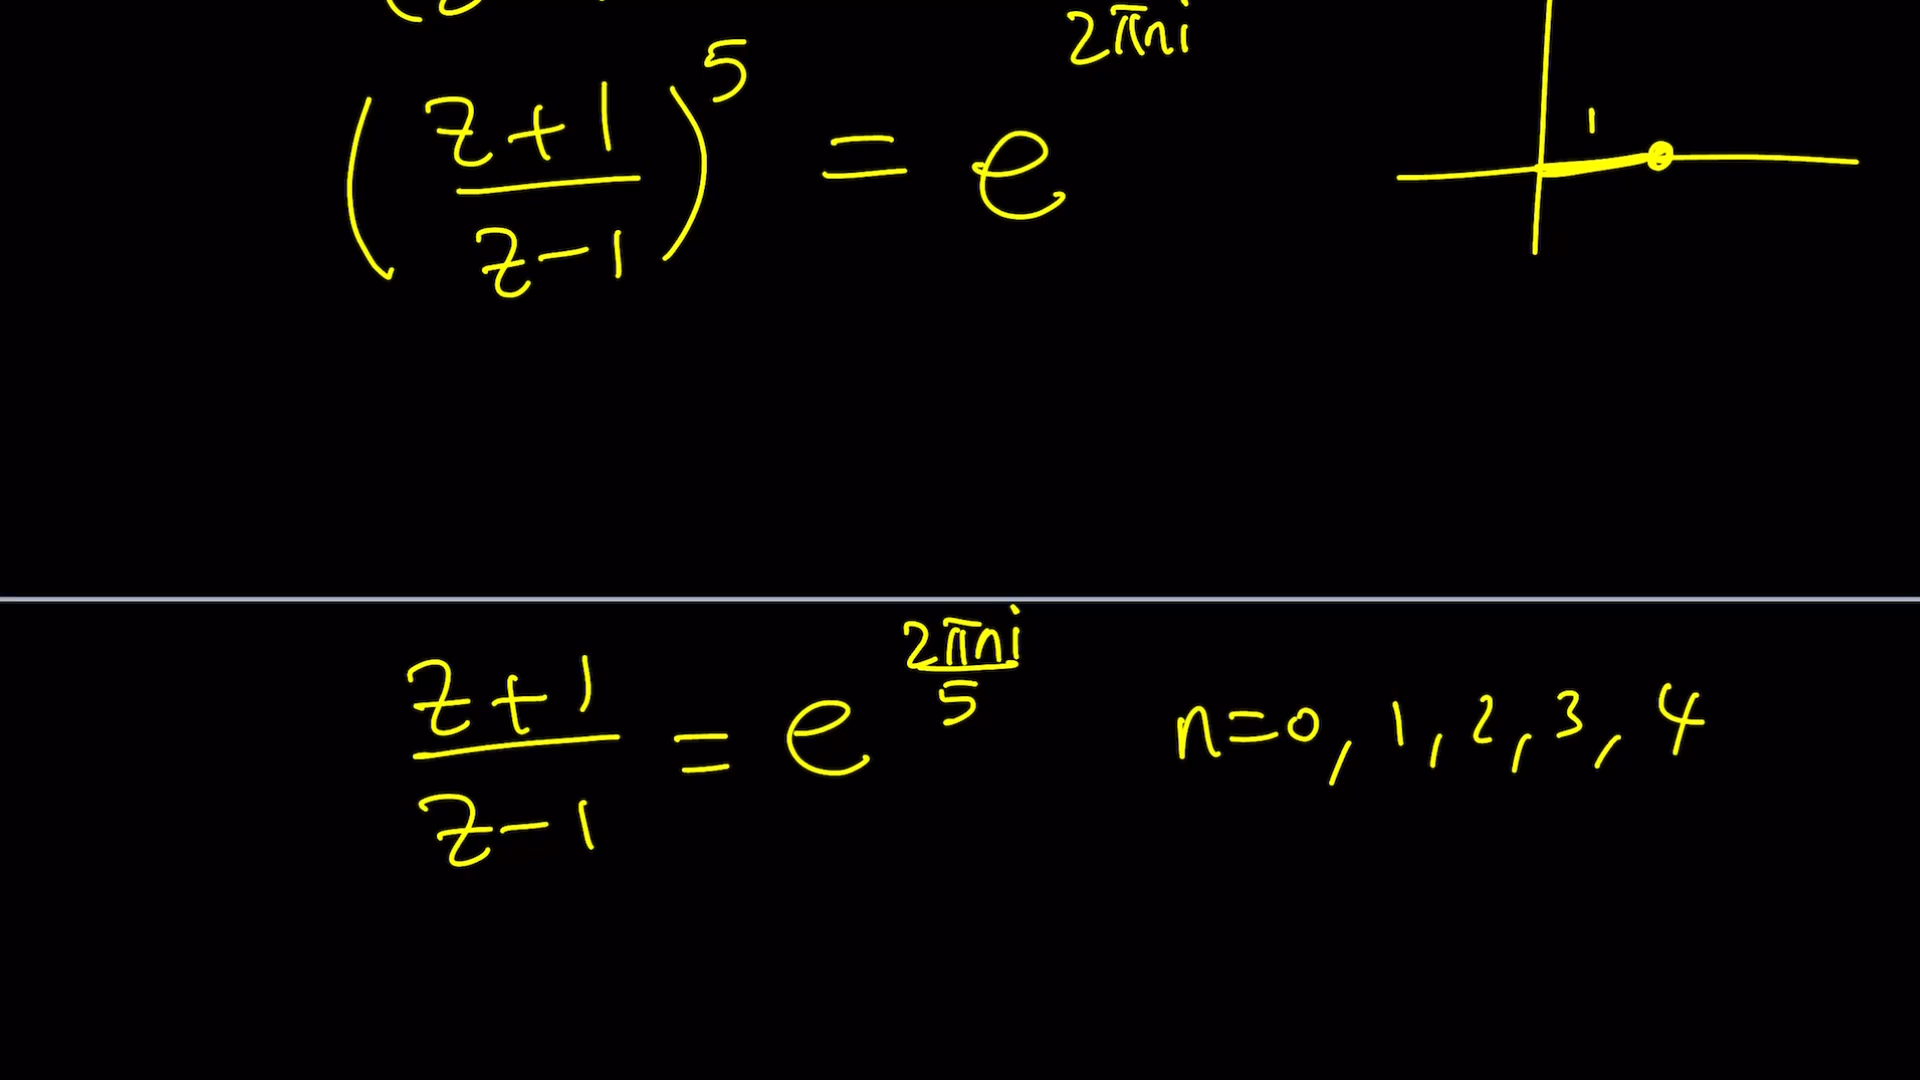 ((z+1)/(z-1))^5 = e^(2πni)
1
(z+1)/(z-1) = e^(2πni/5) n=0, 1, 2, 3, 4